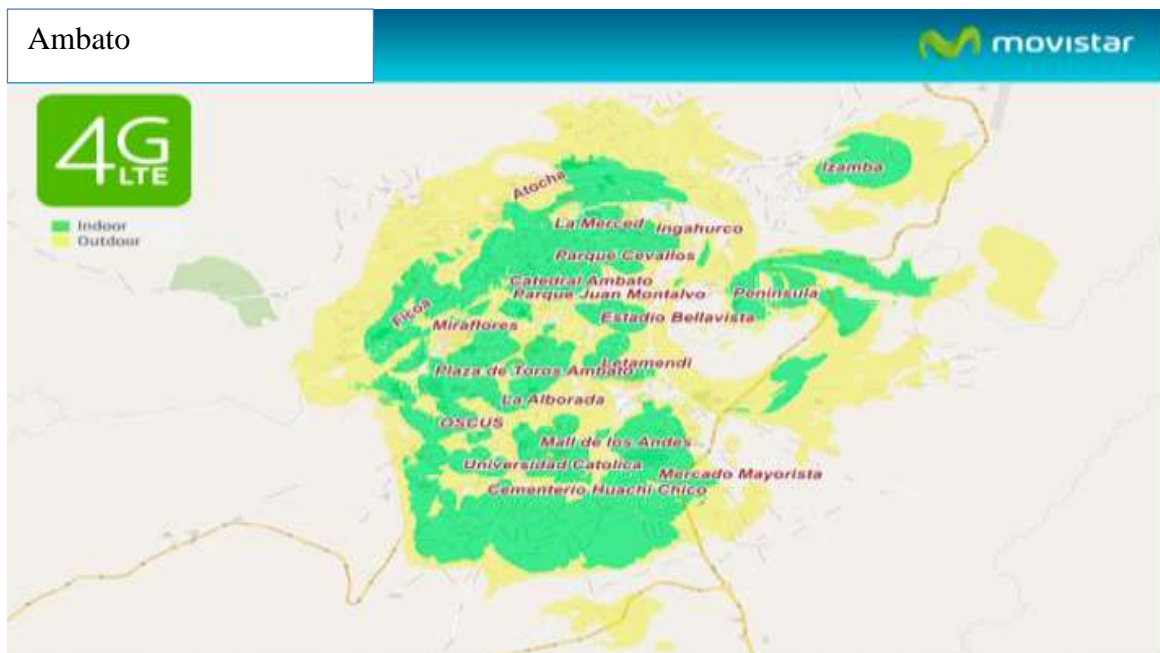 Ambato
movistar
4G
LTE
Indoor
Outdoor
Izamba
Atocha
La Merced
Ingahurco
Parque Cevallos
Catedral Ambato
Parque Juan Montalvo
Península
Ficoa
Miraflores
Estadio Bellavista
Letamendi
Plaza de Toros Ambato
La Alborada
OSCUS
Mall de los Andes
Universidad Catolica
Mercado Mayorista
Cementerio Huachi Chico